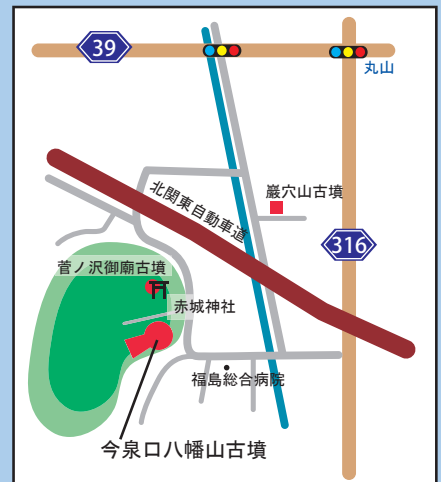 39
丸山
北関東自動車道
巖穴山古墳
316
菅ノ沢御廟古墳
赤城神社
福島総合病院
今泉口八幡山古墳